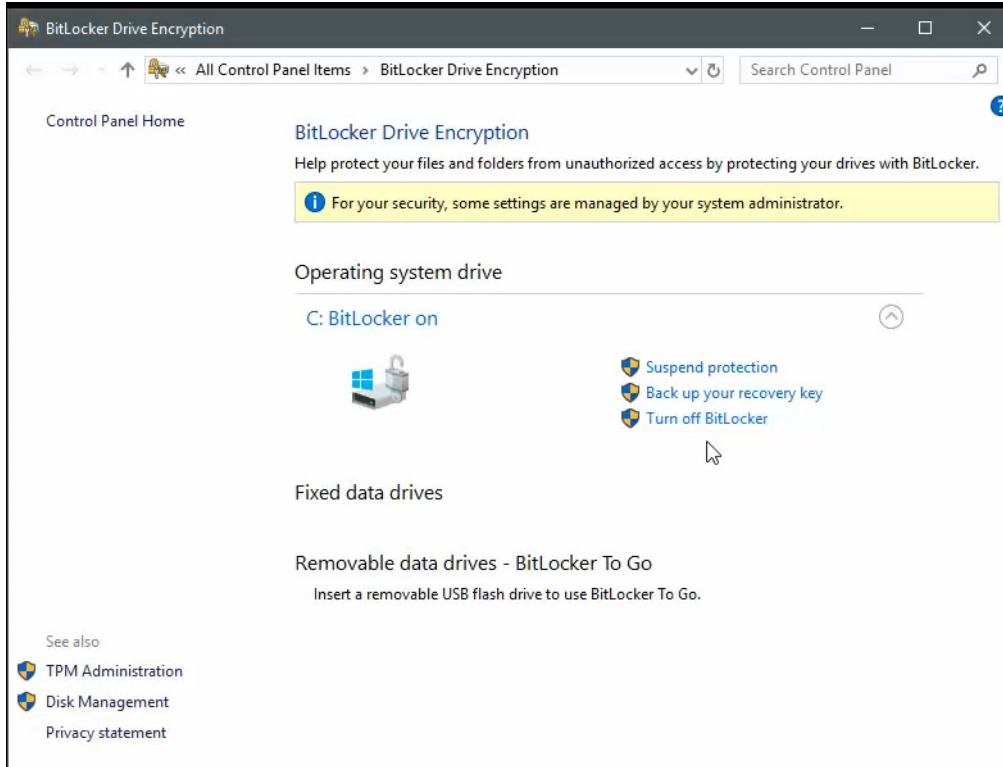 BitLocker Drive Encryption
« All Control Panel Items > BitLocker Drive Encryption
Search Control Panel
Control Panel Home
BitLocker Drive Encryption
Help protect your files and folders from unauthorized access by protecting your drives with BitLocker.
For your security, some settings are managed by your system administrator.
Operating system drive
C: BitLocker on
Suspend protection
Back up your recovery key
Turn off BitLocker
Fixed data drives
Removable data drives - BitLocker To Go
Insert a removable USB flash drive to use BitLocker To Go.
See also
TPM Administration
Disk Management
Privacy statement